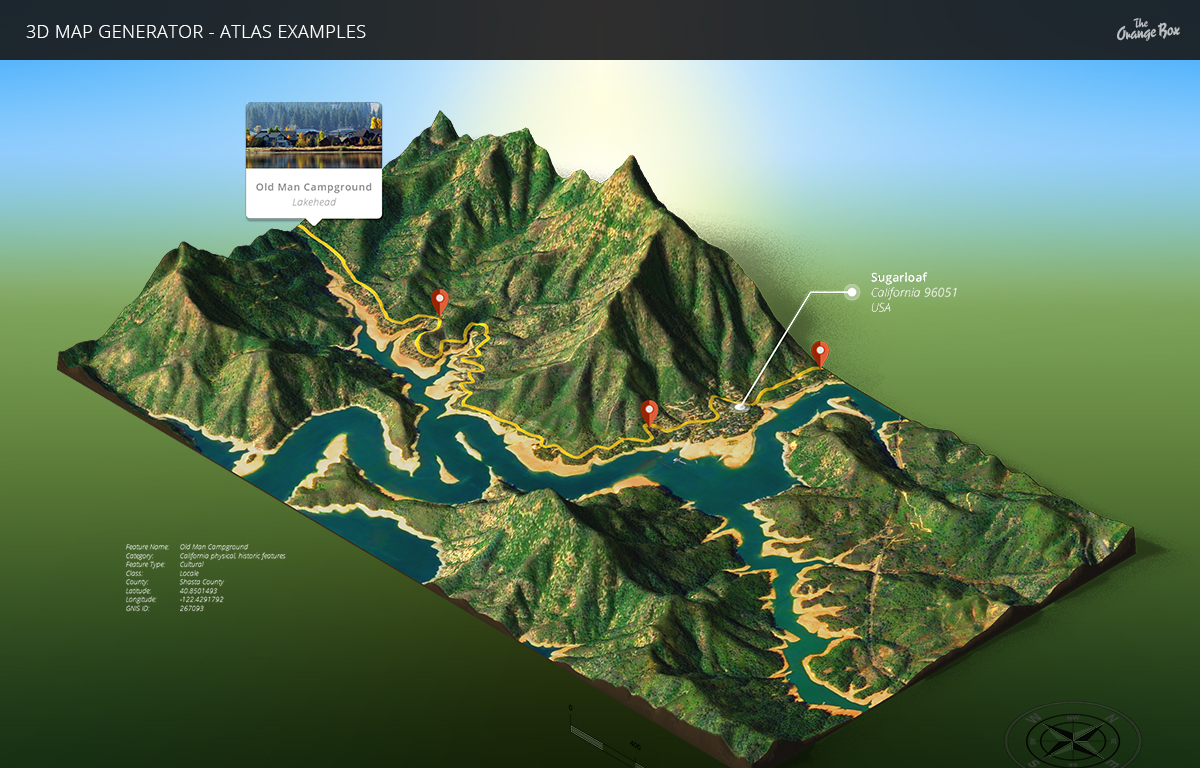 3D MAP GENERATOR - ATLAS EXAMPLES
The
Orange Box
Old Man Campground
Lakehead
Sugarloaf
California 96051
USA
Feature Name: Old Man Campground
Category: California physical, historic features
Feature Type: Cultural
Class: Locale
County: Shasta County
Latitude: 40.8501493
Longitude: -122.4291792
GNIS ID: 267093
0
400
W
N
S
E